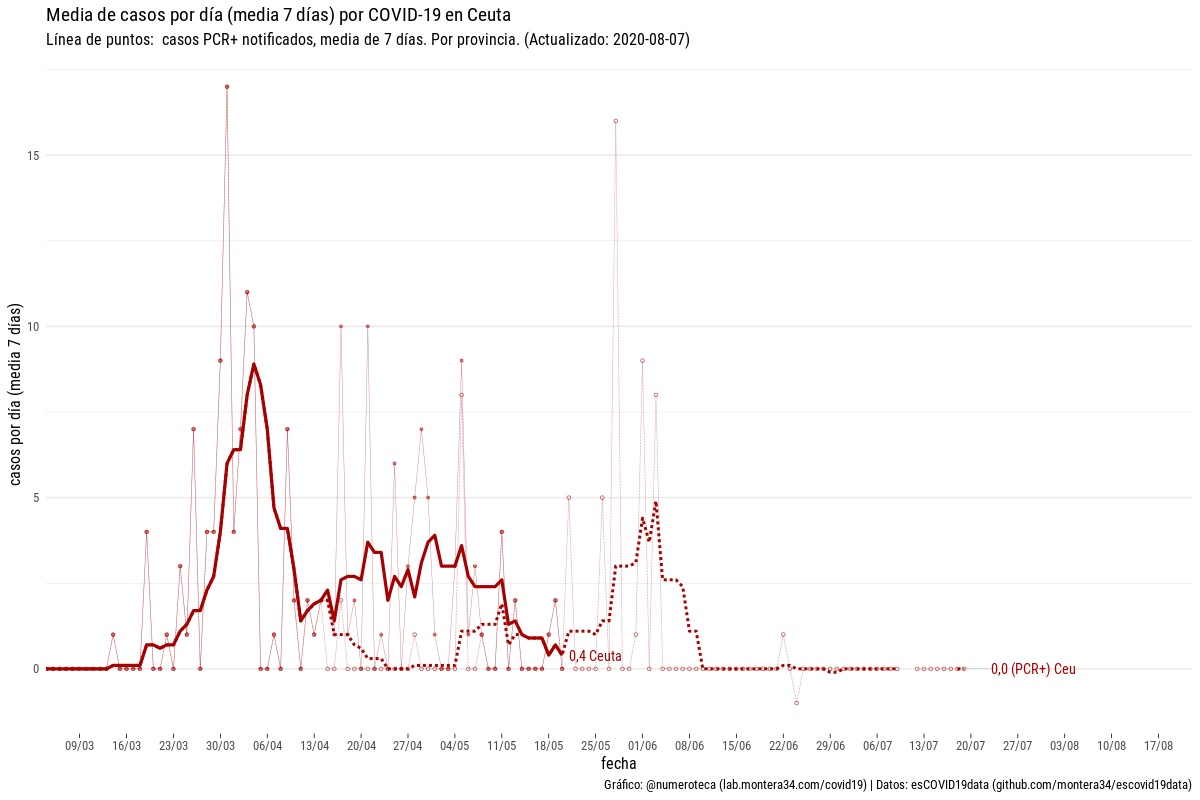 Media de casos por día (media 7 días) por COVID-19 en Ceuta
Línea de puntos:  casos PCR+ notificados, media de 7 días. Por provincia. (Actualizado: 2020-08-07)
casos por día (media 7 días)
15
10
5
0
0,4 Ceuta
0,0 (PCR+) Ceu
09/03 16/03 23/03 30/03 06/04 13/04 20/04 27/04 04/05 11/05 18/05 25/05 01/06 08/06 15/06 22/06 29/06 06/07 13/07 20/07 27/07 03/08 10/08 17/08
fecha
Gráfico: @numeroteca (lab.montera34.com/covid19) | Datos: esCOVID19data (github.com/montera34/escovid19data)